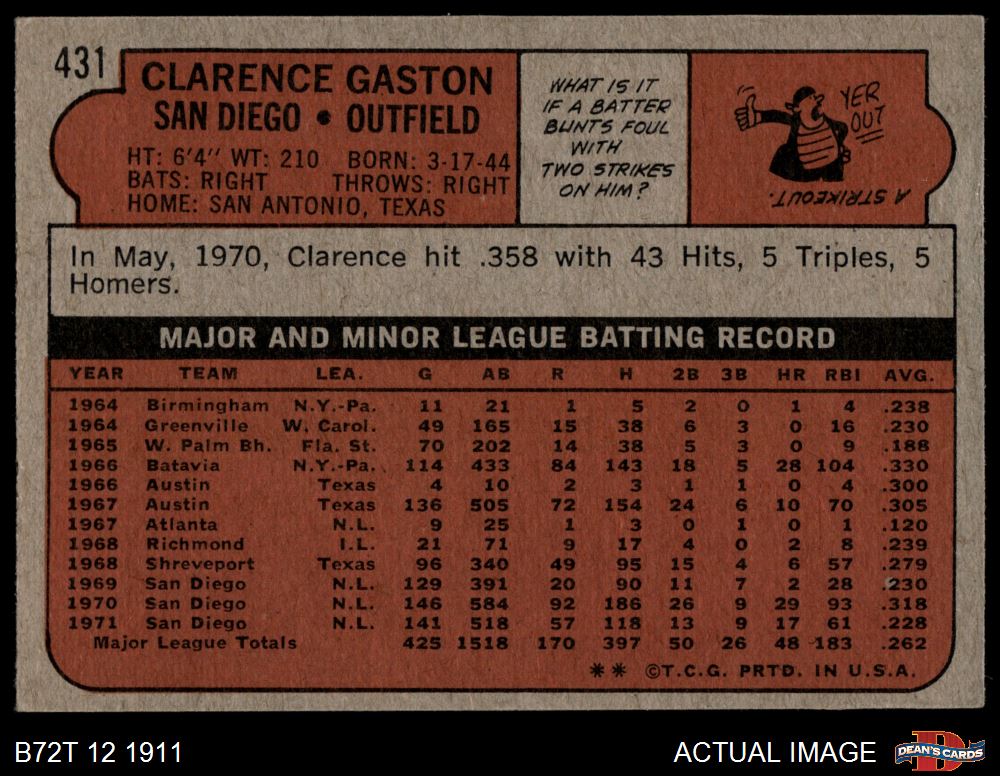 431
CLARENCE GASTON
SAN DIEGO • OUTFIELD
HT: 6'4" WT: 210 BORN: 3-17-44
BATS: RIGHT THROWS: RIGHT
HOME: SAN ANTONIO, TEXAS
WHAT IS IT
IF A BATTER
BUNTS FOUL
WITH
TWO STRIKES
ON HIM?
YER
OUT
A STRIKEOUT.
In May, 1970, Clarence hit .358 with 43 Hits, 5 Triples, 5
Homers.
MAJOR AND MINOR LEAGUE BATTING RECORD
YEAR TEAM LEA. G AB R H 2B 3B HR RBI AVG.
1964 Birmingham N.Y.-Pa. 11 21 1 5 2 0 1 4 .238
1964 Greenville W. Carol. 49 165 15 38 6 3 0 16 .230
1965 W. Palm Bh. Fla. St. 70 202 14 38 5 3 0 9 .188
1966 Batavia N.Y.-Pa. 114 433 84 143 18 5 28 104 .330
1966 Austin Texas 4 10 2 3 1 1 0 4 .300
1967 Austin Texas 136 505 72 154 24 6 10 70 .305
1967 Atlanta N.L. 9 25 1 3 0 1 0 1 .120
1968 Richmond I.L. 21 71 9 17 4 0 2 8 .239
1968 Shreveport Texas 96 340 49 95 15 4 6 57 .279
1969 San Diego N.L. 129 391 20 90 11 7 2 28 .230
1970 San Diego N.L. 146 584 92 186 26 9 29 93 .318
1971 San Diego N.L. 141 518 57 118 13 9 17 61 .228
Major League Totals 425 1518 170 397 50 26 48 183 .262
** ©T.C.G. PRTD. IN U.S.A.
B72T 12 1911
ACTUAL IMAGE
D
DEAN'S CARDS